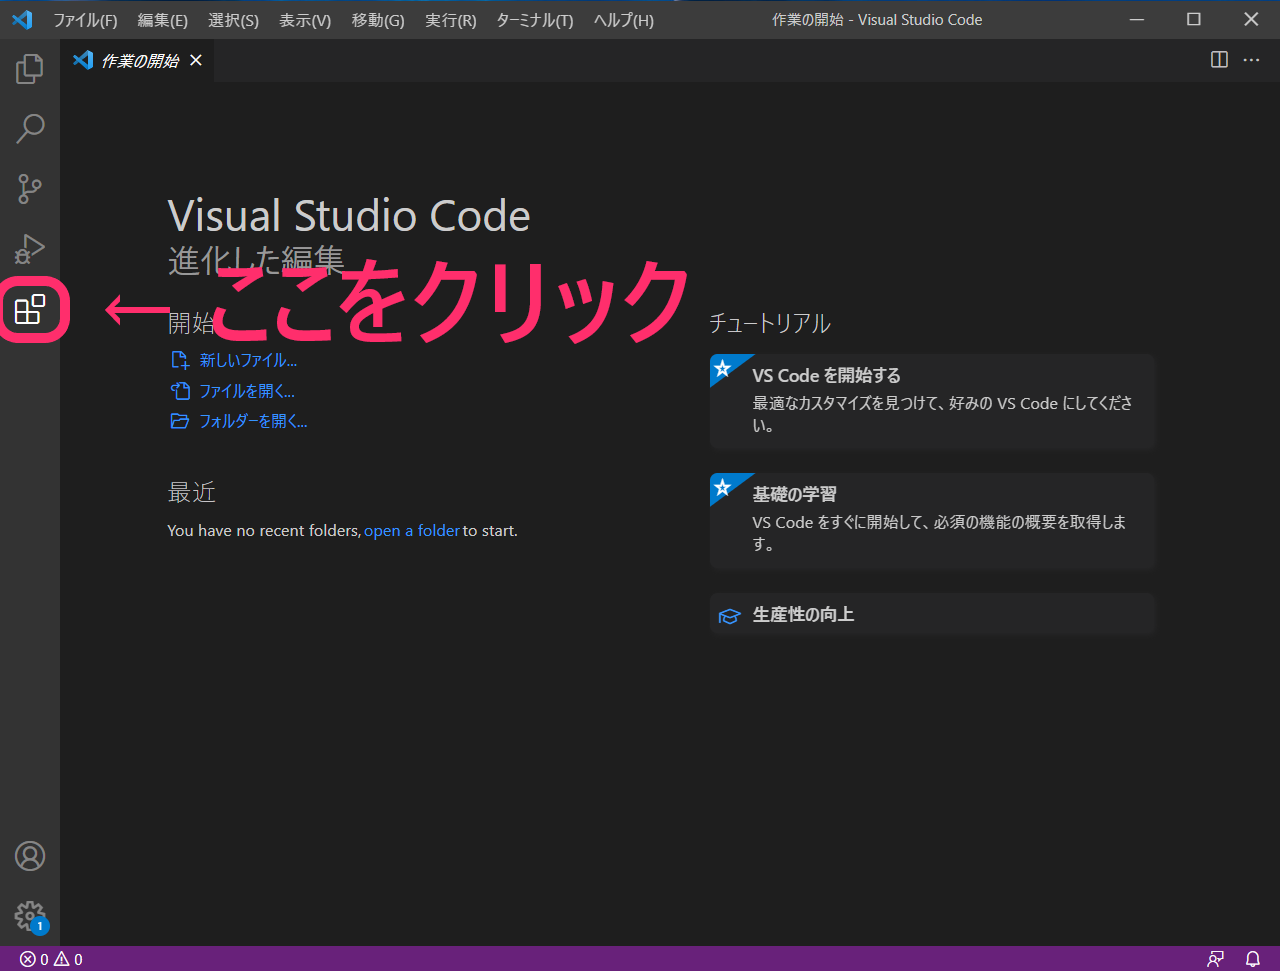 ファイル(F) 編集(E) 選択(S) 表示(V) 移動(G) 実行(R) ターミナル(T) ヘルプ(H) 作業の開始 - Visual Studio Code
作業の開始
Visual Studio Code
進化した編集
←ここをクリック
開始
新しいファイル...
ファイルを開く...
フォルダーを開く...
最近
You have no recent folders, open a folder to start.
チュートリアル
VS Code を開始する
最適なカスタマイズを見つけて、好みの VS Code にしてくださ
い。
基礎の学習
VS Code をすぐに開始して、必須の機能の概要を取得しま
す。
生産性の向上
1
0 0